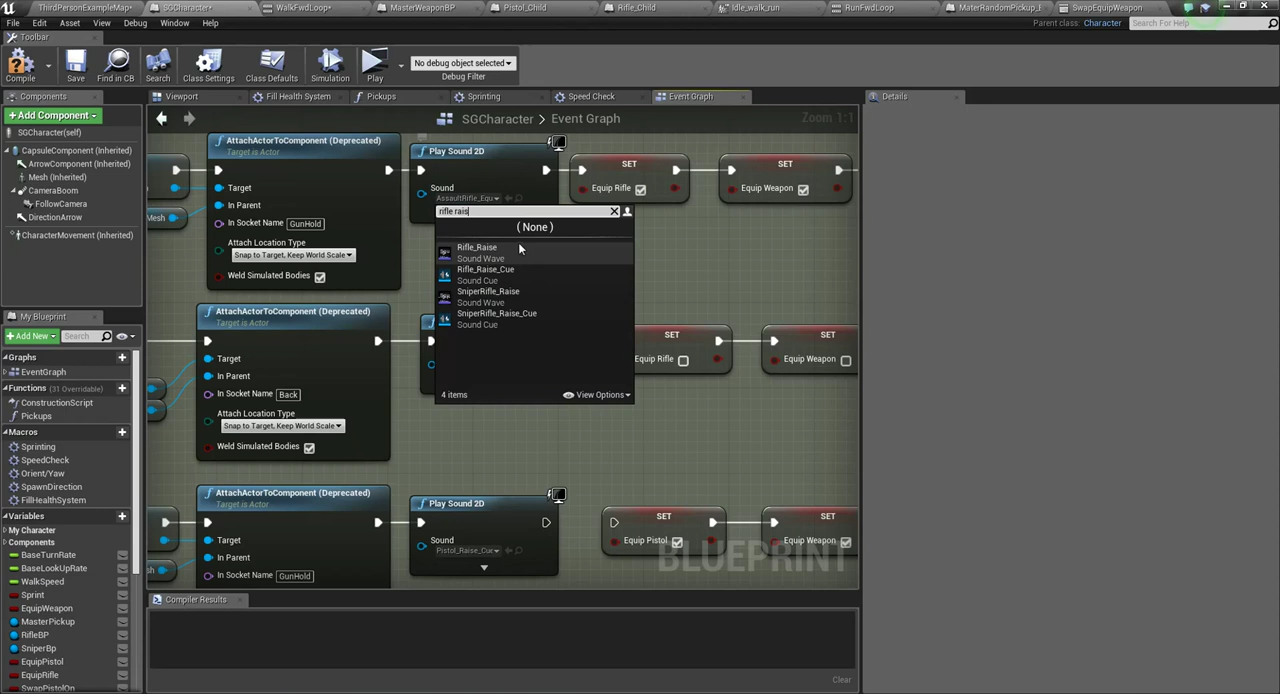 ThirdPersonExampleMap*
SGCharacter*
WalkFwdLoop*
MasterWeaponBP
Pistol_Child
Rifle_Child
Idle_walk_run
RunFwdLoop
MaterRandomPickup_B
SwapEquipWeapon
File Edit Asset View Debug Window Help
Parent class: Character
Search For Help
Toolbar
Compile
Save
Find in CB
Search
Class Settings
Class Defaults
Simulation
Play
No debug object selected
Debug Filter
Components
+Add Component
SGCharacter(self)
CapsuleComponent (Inherited)
ArrowComponent (Inherited)
Mesh (Inherited)
CameraBoom
FollowCamera
DirectionArrow
CharacterMovement (Inherited)
My Blueprint
+Add New
Search
Graphs
EventGraph
Functions (31 Overridable)
ConstructionScript
Pickups
Macros
Sprinting
SpeedCheck
Orient/Yaw
SpawnDirection
FillHealthSystem
Variables
My Character
Components
BaseTurnRate
BaseLookUpRate
WalkSpeed
Sprint
EquipWeapon
MasterPickup
RifleBP
SniperBp
EquipPistol
EquipRifle
SwapPistolOn
Viewport
Fill Health System
Pickups
Sprinting
Speed Check
Event Graph
SGCharacter > Event Graph
Zoom 1:1
AttachActorToComponent (Deprecated)
Target is Actor
Target
Mesh
In Parent
In Socket Name GunHold
Attach Location Type
Snap to Target, Keep World Scale
Weld Simulated Bodies
Play Sound 2D
Sound
AssaultRifle_Equ
SET
Equip Rifle
SET
Equip Weapon
rifle rais
( None )
Rifle_Raise
Sound Wave
Rifle_Raise_Cue
Sound Cue
SniperRifle_Raise
Sound Wave
SniperRifle_Raise_Cue
Sound Cue
4 items
View Options
AttachActorToComponent (Deprecated)
Target is Actor
Target
In Parent
In Socket Name Back
Attach Location Type
Snap to Target, Keep World Scale
Weld Simulated Bodies
SET
Equip Rifle
SET
Equip Weapon
AttachActorToComponent (Deprecated)
Target is Actor
Target
In Parent
In Socket Name GunHold
Play Sound 2D
Sound
Pistol_Raise_Cue
SET
Equip Pistol
SET
Equip Weapon
BLUEPRINT
Compiler Results
Clear
Details